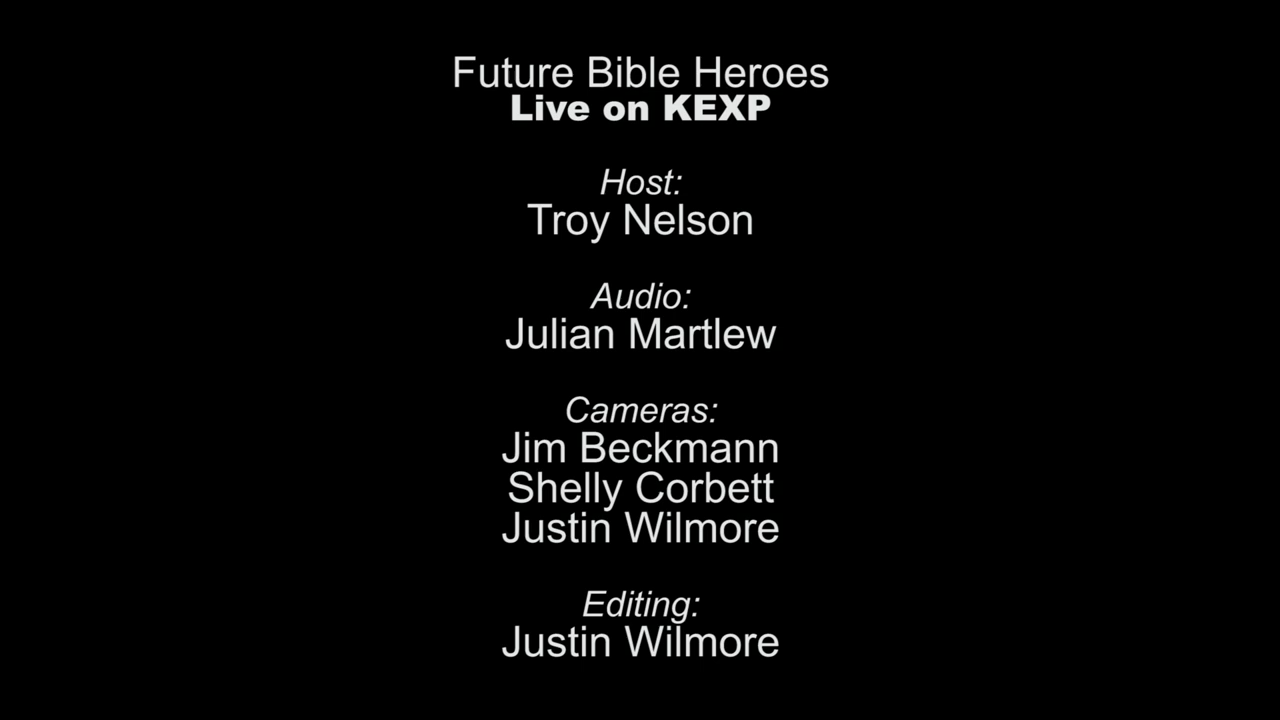 Future Bible Heroes
Live on KEXP
Host:
Troy Nelson
Audio:
Julian Martlew
Cameras:
Jim Beckmann
Shelly Corbett
Justin Wilmore
Editing:
Justin Wilmore